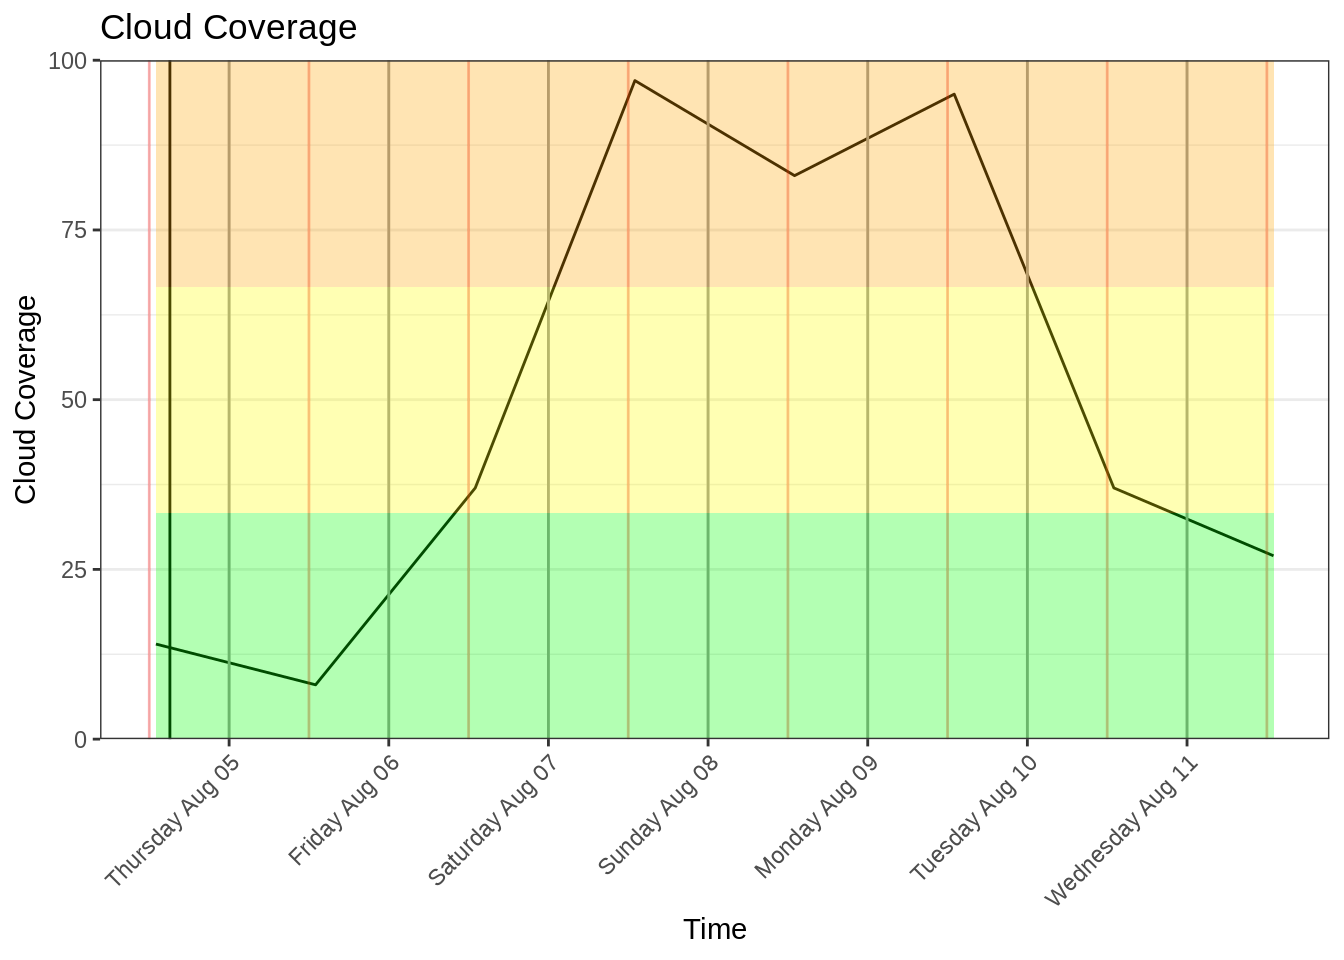 Cloud Coverage
Cloud Coverage
100
75
50
25
0
Thursday Aug 05
Friday Aug 06
Saturday Aug 07
Sunday Aug 08
Monday Aug 09
Tuesday Aug 10
Wednesday Aug 11
Time